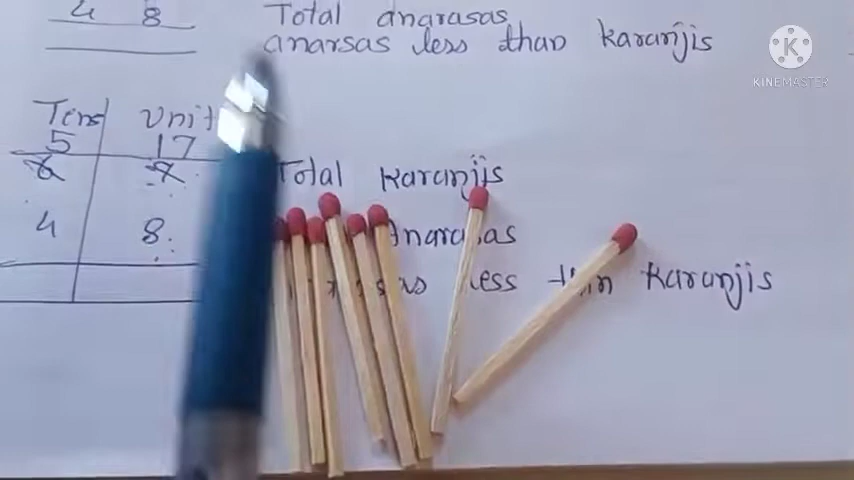 4 8 Total anarasas
anarsas less than karanjis
Tens Unit
5 17
6 7 Total karanjis
4 8 Anarasas
less than karanjis
K
KINEMASTER